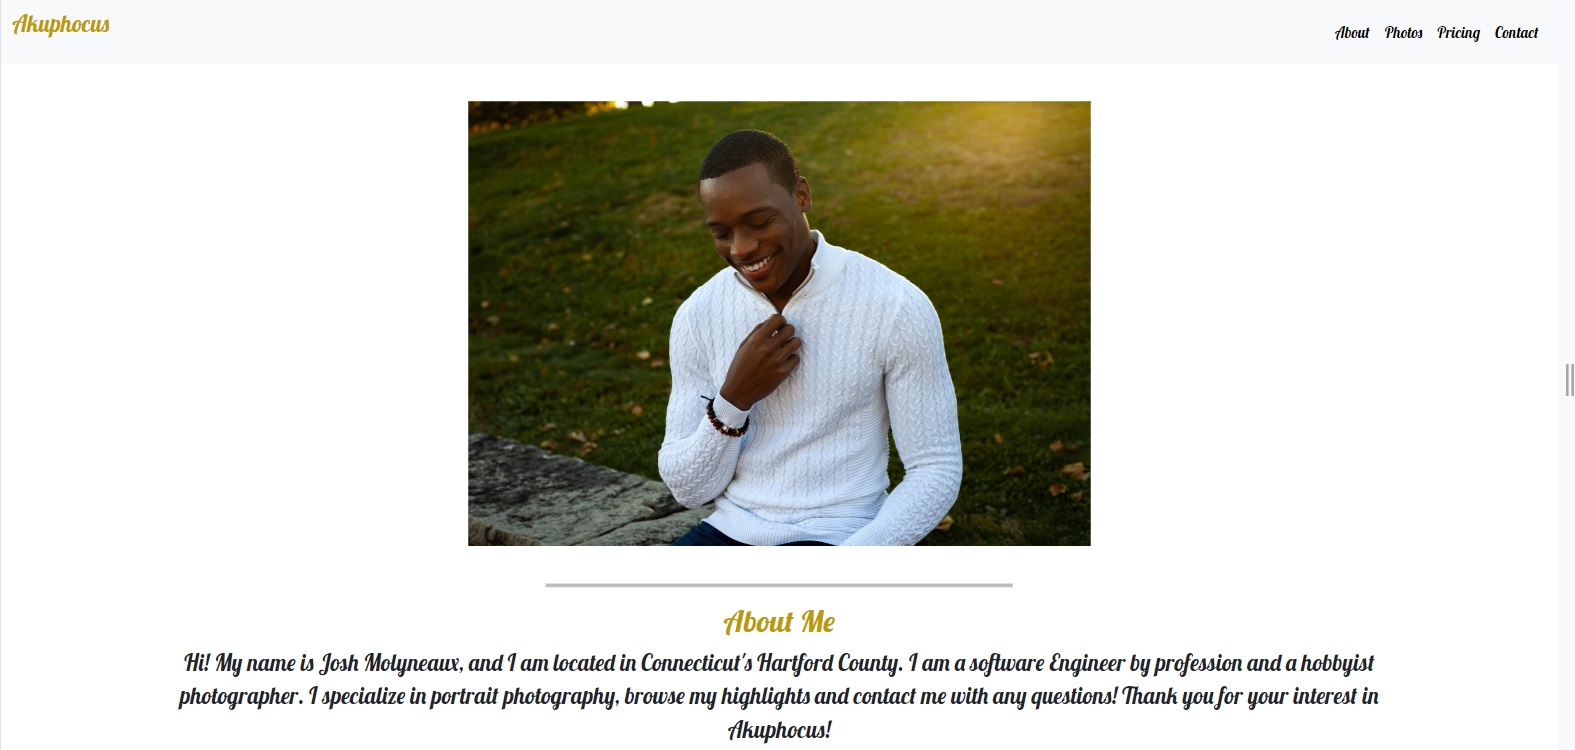 Akuphocus
About Photos Pricing Contact
About Me
Hi! My name is Josh Molyneaux, and I am located in Connecticut's Hartford County. I am a software Engineer by profession and a hobbyist
photographer. I specialize in portrait photography, browse my highlights and contact me with any questions! Thank you for your interest in
Akuphocus!